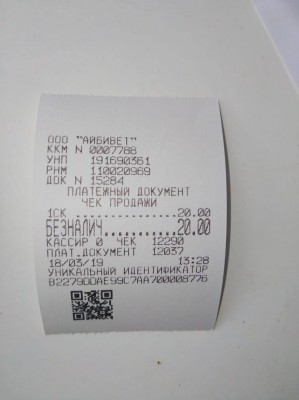 ООО "АЙБИВЕТ"
ККМ N 0007788
УНП 191690361
РНМ 110020969
ДОК N 15284
ПЛАТЕЖНЫЙ ДОКУМЕНТ
ЧЕК ПРОДАЖИ
1СК ..................20.00
БЕЗНАЛИЧ...........20.00
КАССИР 0 ЧЕК 12290
ПЛАТ.ДОКУМЕНТ 12037
18/03/19 13:28
УНИКАЛЬНЫЙ ИДЕНТИФИКАТОР
B2279DDAE99C7AA700008776